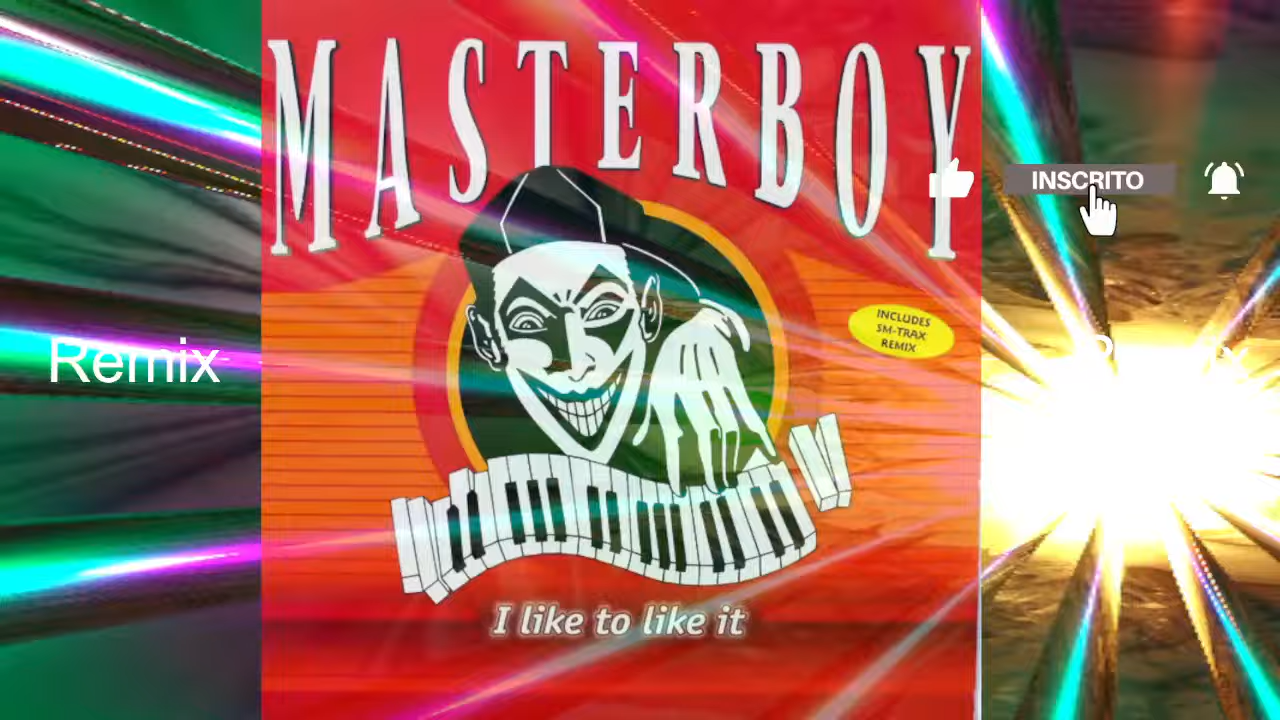 MASTERBOY
INSCRITO
INCLUDES
SM-TRAX
REMIX
Remix
I like to like it